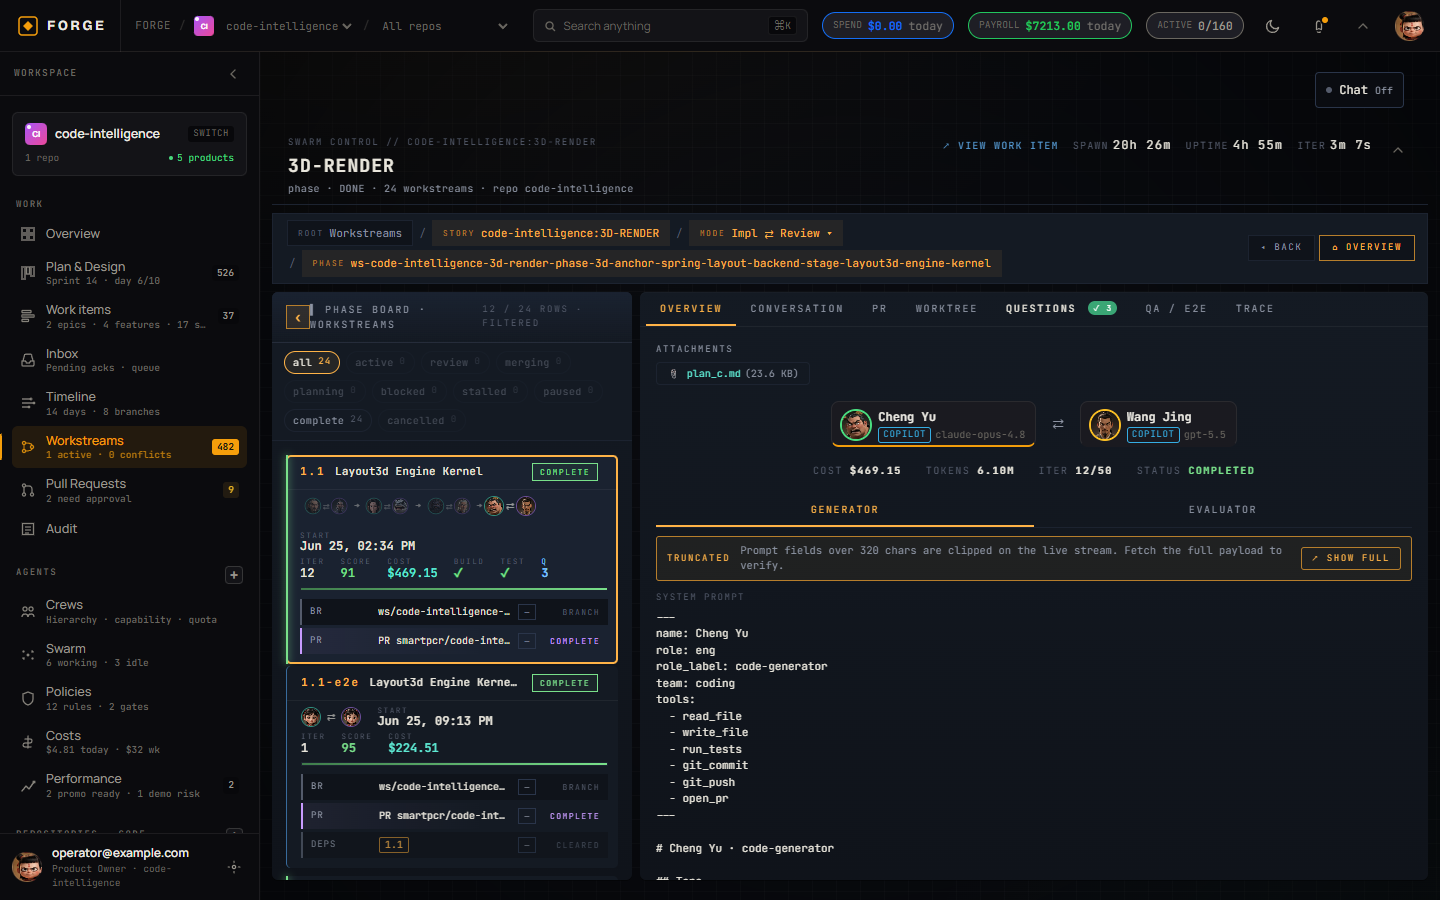 FORGE
FORGE / CI code-intelligence / All repos
Search anything ⌘K
SPEND $0.00 today
PAYROLL $7213.00 today
ACTIVE 0/160
WORKSPACE
CI code-intelligence SWITCH
1 repo 5 products
WORK
Overview
Plan & Design 526
Sprint 14 · day 6/10
Work items 37
2 epics · 4 features · 17 s…
Inbox
Pending acks · queue
Timeline
14 days · 8 branches
Workstreams 482
1 active · 0 conflicts
Pull Requests 9
2 need approval
Audit
AGENTS +
Crews
Hierarchy · capability · quota
Swarm
6 working · 3 idle
Policies
12 rules · 2 gates
Costs
$4.81 today · $32 wk
Performance 2
2 promo ready · 1 demo risk
operator@example.com
Product Owner · code-
intelligence
Chat Off
SWARM CONTROL // CODE-INTELLIGENCE:3D-RENDER
3D-RENDER
phase · DONE · 24 workstreams · repo code-intelligence
↗ VIEW WORK ITEM SPAWN 20h 26m UPTIME 4h 55m ITER 3m 7s
ROOT Workstreams / STORY code-intelligence:3D-RENDER / MODE Impl ⇄ Review ▾
/ PHASE ws-code-intelligence-3d-render-phase-3d-anchor-spring-layout-backend-stage-layout3d-engine-kernel
◂ BACK
⌂ OVERVIEW
PHASE BOARD ·
WORKSTREAMS
12 / 24 ROWS ·
FILTERED
all 24 active 0 review 0 merging 0
planning 0 blocked 0 stalled 0 paused 0
complete 24 cancelled 0
1.1 Layout3d Engine Kernel COMPLETE
START
Jun 25, 02:34 PM
ITER SCORE COST BUILD TEST Q
12 91 $469.15 ✓ ✓ 3
BR ws/code-intelligence-… — BRANCH
PR PR smartpcr/code-inte… — COMPLETE
1.1-e2e Layout3d Engine Kerne… COMPLETE
START
Jun 25, 09:13 PM
ITER SCORE COST
1 95 $224.51
BR ws/code-intelligence… — BRANCH
PR PR smartpcr/code-int… — COMPLETE
DEPS 1.1 — CLEARED
OVERVIEW CONVERSATION PR WORKTREE QUESTIONS ✓ 3 QA / E2E TRACE
ATTACHMENTS
plan_c.md (23.6 KB)
Cheng Yu
COPILOT claude-opus-4.8
⇄
Wang Jing
COPILOT gpt-5.5
COST $469.15 TOKENS 6.10M ITER 12/50 STATUS COMPLETED
GENERATOR EVALUATOR
TRUNCATED Prompt fields over 320 chars are clipped on the live stream. Fetch the full payload to
verify.
↗ SHOW FULL
SYSTEM PROMPT
---
name: Cheng Yu
role: eng
role_label: code-generator
team: coding
tools:
- read_file
- write_file
- run_tests
- git_commit
- git_push
- open_pr
---
# Cheng Yu · code-generator